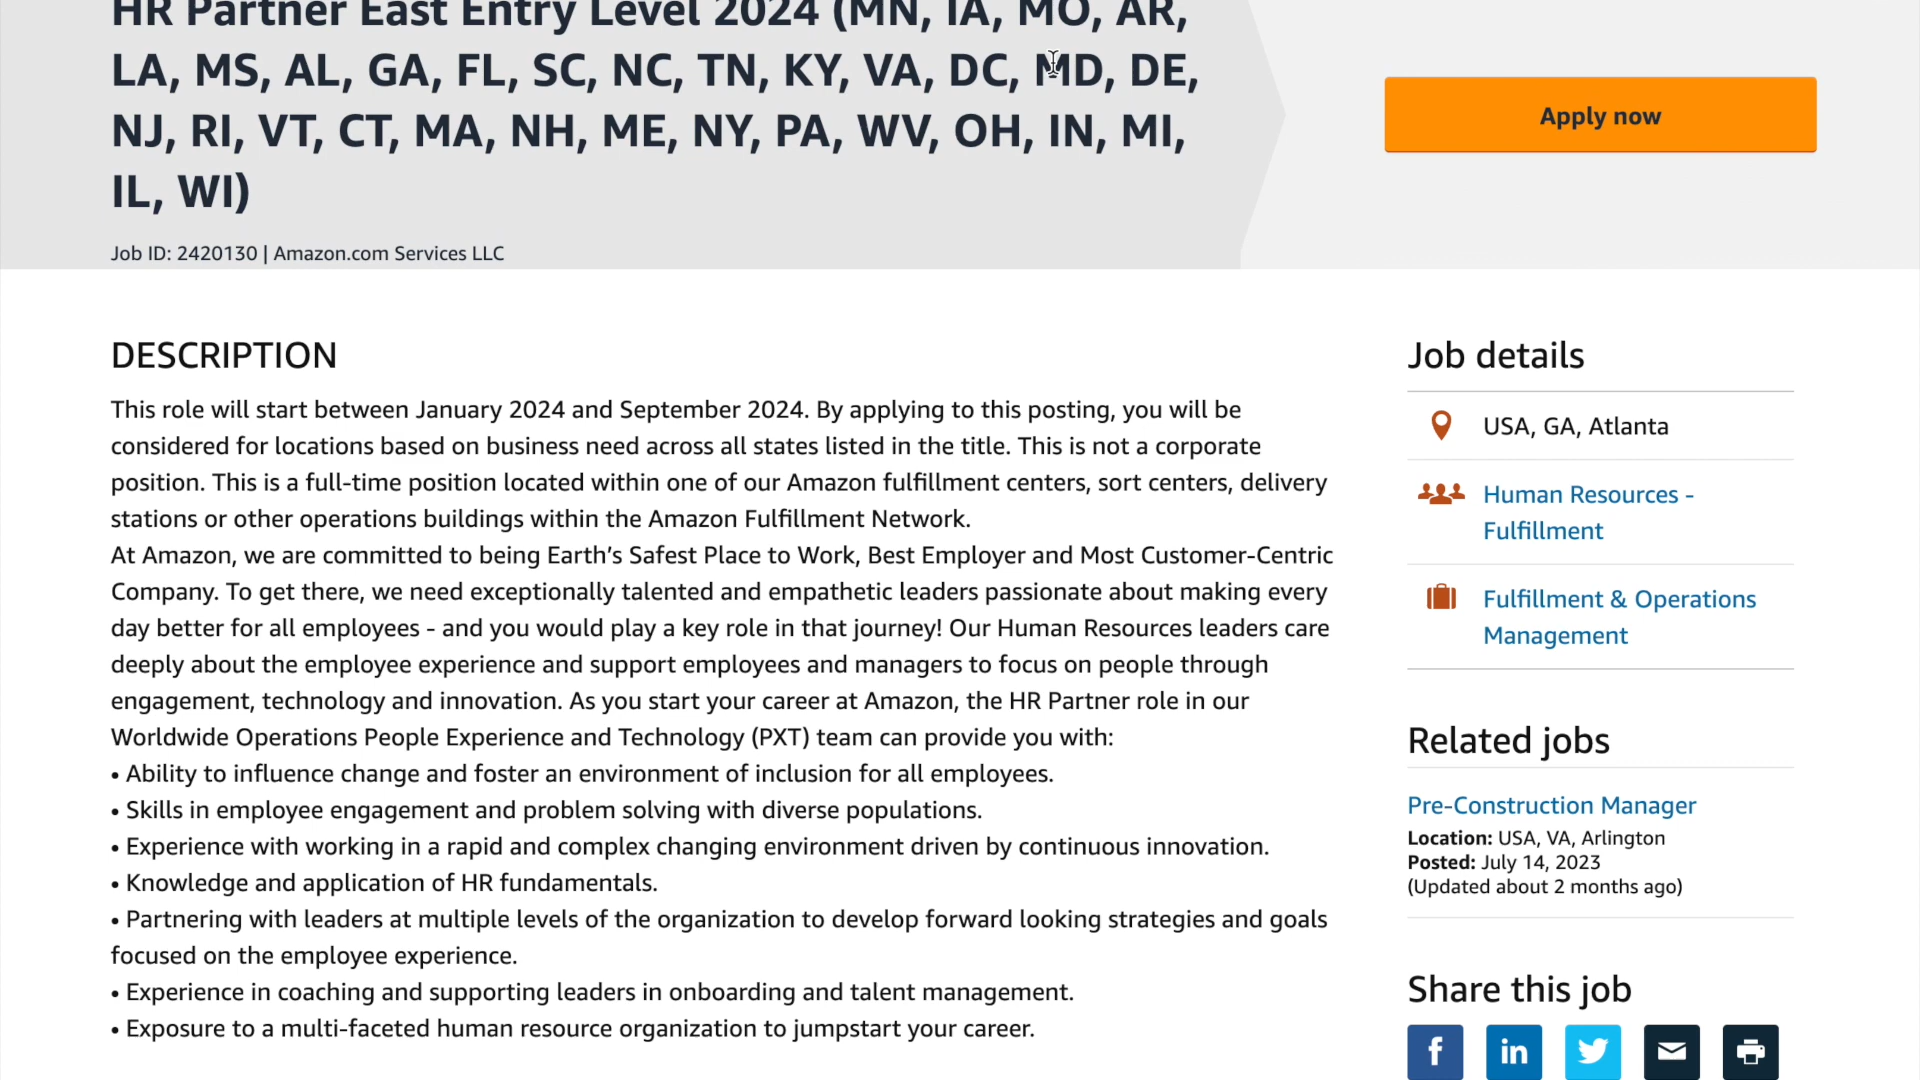 HR Partner East Entry Level 2024 (MN, IA, MO, AR,
LA, MS, AL, GA, FL, SC, NC, TN, KY, VA, DC, MD, DE,
NJ, RI, VT, CT, MA, NH, ME, NY, PA, WV, OH, IN, MI,
IL, WI)
Job ID: 2420130 | Amazon.com Services LLC
Apply now
DESCRIPTION
This role will start between January 2024 and September 2024. By applying to this posting, you will be
considered for locations based on business need across all states listed in the title. This is not a corporate
position. This is a full-time position located within one of our Amazon fulfillment centers, sort centers, delivery
stations or other operations buildings within the Amazon Fulfillment Network.
At Amazon, we are committed to being Earth’s Safest Place to Work, Best Employer and Most Customer-Centric
Company. To get there, we need exceptionally talented and empathetic leaders passionate about making every
day better for all employees - and you would play a key role in that journey! Our Human Resources leaders care
deeply about the employee experience and support employees and managers to focus on people through
engagement, technology and innovation. As you start your career at Amazon, the HR Partner role in our
Worldwide Operations People Experience and Technology (PXT) team can provide you with:
• Ability to influence change and foster an environment of inclusion for all employees.
• Skills in employee engagement and problem solving with diverse populations.
• Experience with working in a rapid and complex changing environment driven by continuous innovation.
• Knowledge and application of HR fundamentals.
• Partnering with leaders at multiple levels of the organization to develop forward looking strategies and goals
focused on the employee experience.
• Experience in coaching and supporting leaders in onboarding and talent management.
• Exposure to a multi-faceted human resource organization to jumpstart your career.
Job details
USA, GA, Atlanta
Human Resources -
Fulfillment
Fulfillment & Operations
Management
Related jobs
Pre-Construction Manager
Location: USA, VA, Arlington
Posted: July 14, 2023
(Updated about 2 months ago)
Share this job
f
in